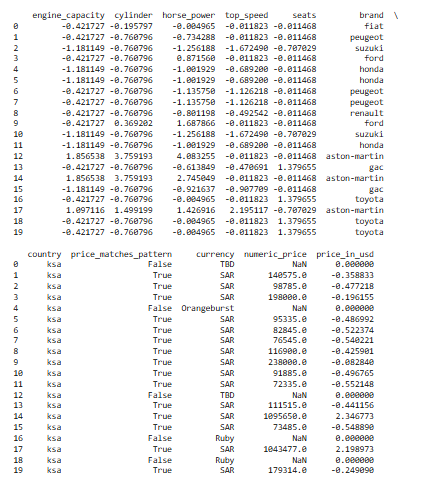 engine_capacity cylinder horse_power top_speed seats brand \
0 -0.421727 -0.195797 -0.004965 -0.011823 -0.011468 fiat
1 -0.421727 -0.760796 -0.734288 -0.011823 -0.011468 peugeot
2 -1.181149 -0.760796 -1.256188 -1.672490 -0.707029 suzuki
3 -0.421727 -0.760796 0.871560 -0.011823 -0.011468 ford
4 -1.181149 -0.760796 -1.001929 -0.689200 -0.011468 honda
5 -1.181149 -0.760796 -1.001929 -0.689200 -0.011468 honda
6 -0.421727 -0.760796 -1.135750 -1.126218 -0.011468 peugeot
7 -0.421727 -0.760796 -1.135750 -1.126218 -0.011468 peugeot
8 -0.421727 -0.760796 -0.801198 -0.492542 -0.011468 renault
9 -0.421727 0.369202 1.687866 -0.011823 -0.011468 ford
10 -1.181149 -0.760796 -1.256188 -1.672490 -0.707029 suzuki
11 -1.181149 -0.760796 -1.001929 -0.689200 -0.011468 honda
12 1.856538 3.759193 4.083255 -0.011823 -0.011468 aston-martin
13 -0.421727 -0.760796 -0.613849 -0.470691 1.379655 gac
14 1.856538 3.759193 2.745049 -0.011823 -0.011468 aston-martin
15 -1.181149 -0.760796 -0.921637 -0.907709 -0.011468 gac
16 -0.421727 -0.760796 -0.004965 -0.011823 1.379655 toyota
17 1.097116 1.499199 1.426916 2.195117 -0.707029 aston-martin
18 -0.421727 -0.760796 -0.004965 -0.011823 1.379655 toyota
19 -0.421727 -0.760796 -0.004965 -0.011823 1.379655 toyota
country price_matches_pattern currency numeric_price price_in_usd
0 ksa False TBD NaN 0.000000
1 ksa True SAR 140575.0 -0.358833
2 ksa True SAR 98785.0 -0.477218
3 ksa True SAR 198000.0 -0.196155
4 ksa False Orangeburst NaN 0.000000
5 ksa True SAR 95335.0 -0.486992
6 ksa True SAR 82845.0 -0.522374
7 ksa True SAR 76545.0 -0.540221
8 ksa True SAR 116900.0 -0.425901
9 ksa True SAR 238000.0 -0.082840
10 ksa True SAR 91885.0 -0.496765
11 ksa True SAR 72335.0 -0.552148
12 ksa False TBD NaN 0.000000
13 ksa True SAR 111515.0 -0.441156
14 ksa True SAR 1095650.0 2.346773
15 ksa True SAR 73485.0 -0.548890
16 ksa False Ruby NaN 0.000000
17 ksa True SAR 1043477.0 2.198973
18 ksa False Ruby NaN 0.000000
19 ksa True SAR 179314.0 -0.249090